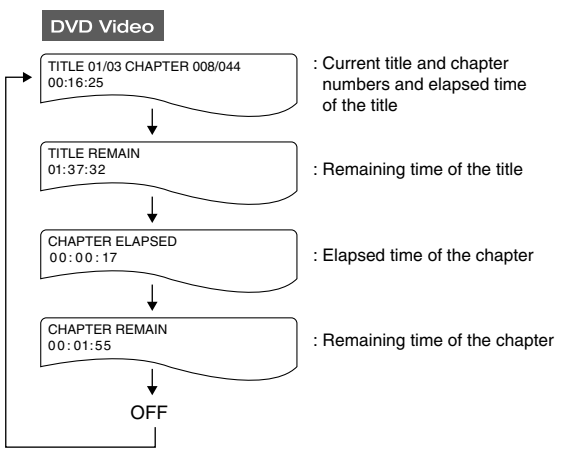 DVD Video
TITLE 01/03 CHAPTER 008/044
00:16:25
: Current title and chapter
numbers and elapsed time
of the title
TITLE REMAIN
01:37:32
: Remaining time of the title
CHAPTER ELAPSED
00:00:17
: Elapsed time of the chapter
CHAPTER REMAIN
00:01:55
: Remaining time of the chapter
OFF